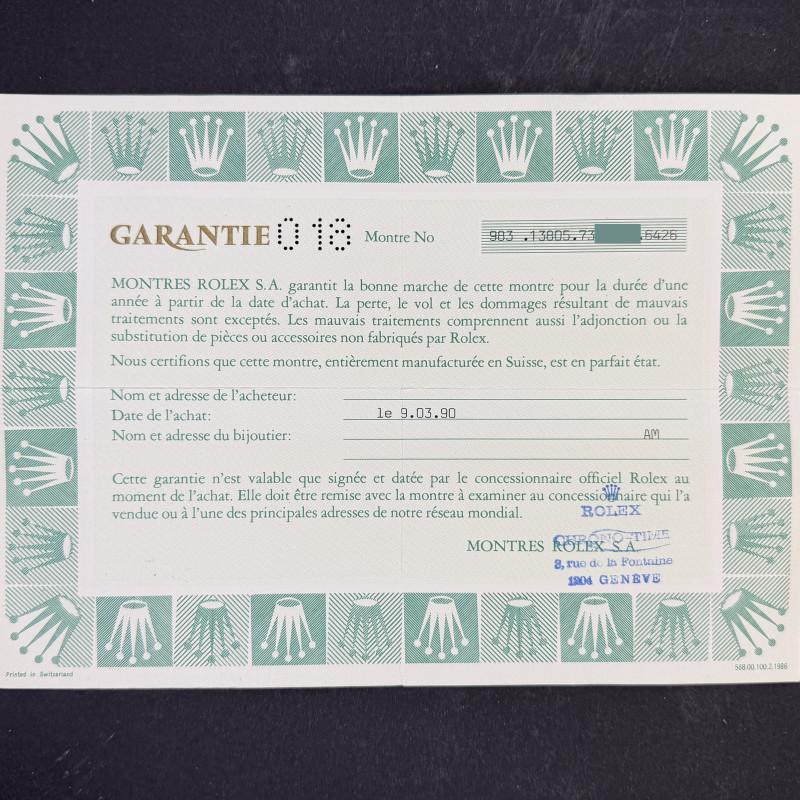 GARANTIE 018 Montre No 903 .13805.73 .6426
MONTRES ROLEX S.A. garantit la bonne marche de cette montre pour la durée d'une
année à partir de la date d'achat. La perte, le vol et les dommages résultant de mauvais
traitements sont exceptés. Les mauvais traitements comprennent aussi l'adjonction ou la
substitution de pièces ou accessoires non fabriqués par Rolex.
Nous certifions que cette montre, entièrement manufacturée en Suisse, est en parfait état.
Nom et adresse de l'acheteur:
Date de l'achat: le 9.03.90
Nom et adresse du bijoutier: AM
Cette garantie n'est valable que signée et datée par le concessionnaire officiel Rolex au
moment de l'achat. Elle doit être remise avec la montre à examiner au concessionnaire qui l'a
vendue ou à l'une des principales adresses de notre réseau mondial.
ROLEX
CHRONO-TIME
MONTRES ROLEX S.A.
3, rue de la Fontaine
1204 GENÈVE
Printed in Switzerland
568.00.100.2.1986